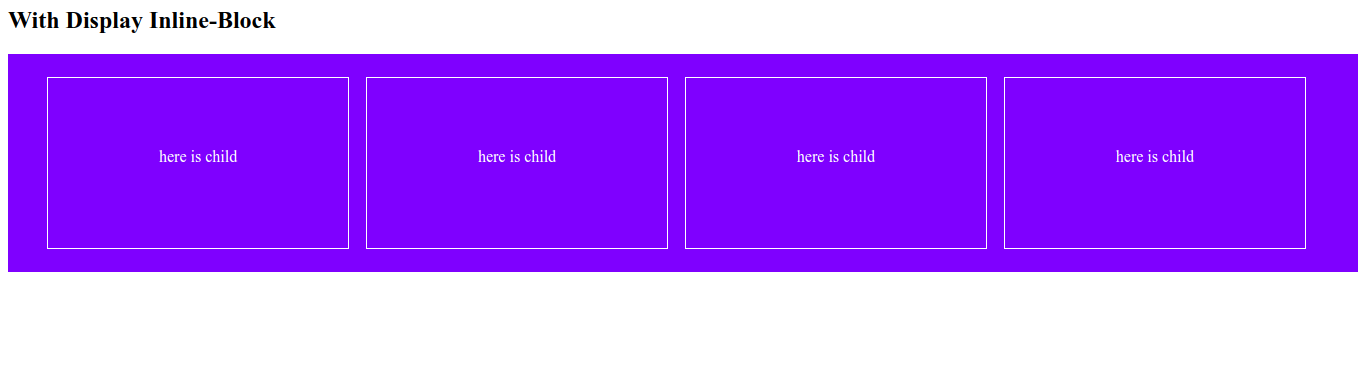 With Display Inline-Block
here is child here is child here is child here is child